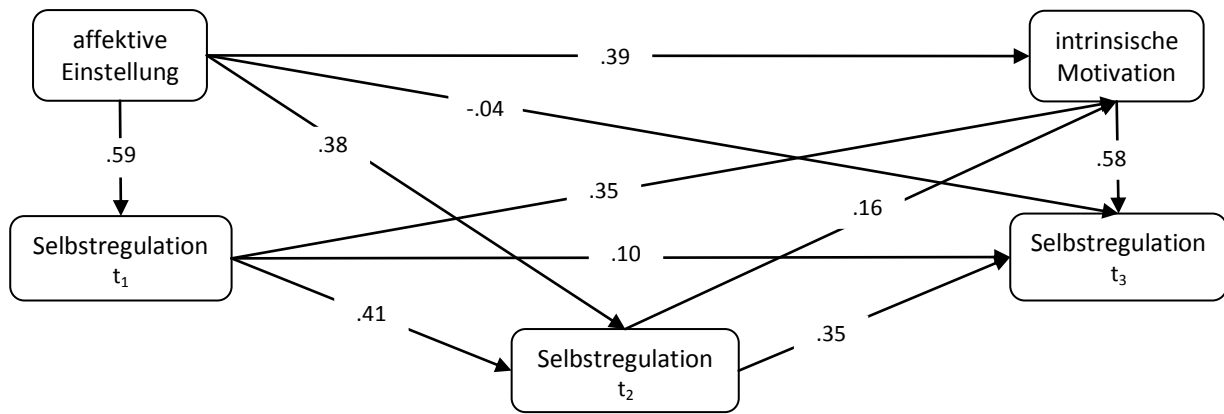 affektive
Einstellung
intrinsische
Motivation
.39
-.04
.38
.59
.58
.35
.16
Selbstregulation
t₁
Selbstregulation
t₃
.10
.41
.35
Selbstregulation
t₂